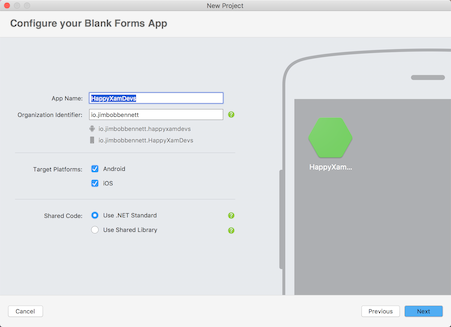 New Project
Configure your Blank Forms App
App Name: HappyXamDevs
Organization Identifier: io.jimbobbennett
io.jimbobbennett.happyxamdevs
io.jimbobbennett.HappyXamDevs
Target Platforms: Android
iOS
Shared Code: Use .NET Standard
Use Shared Library
HappyXam...
Cancel Previous Next